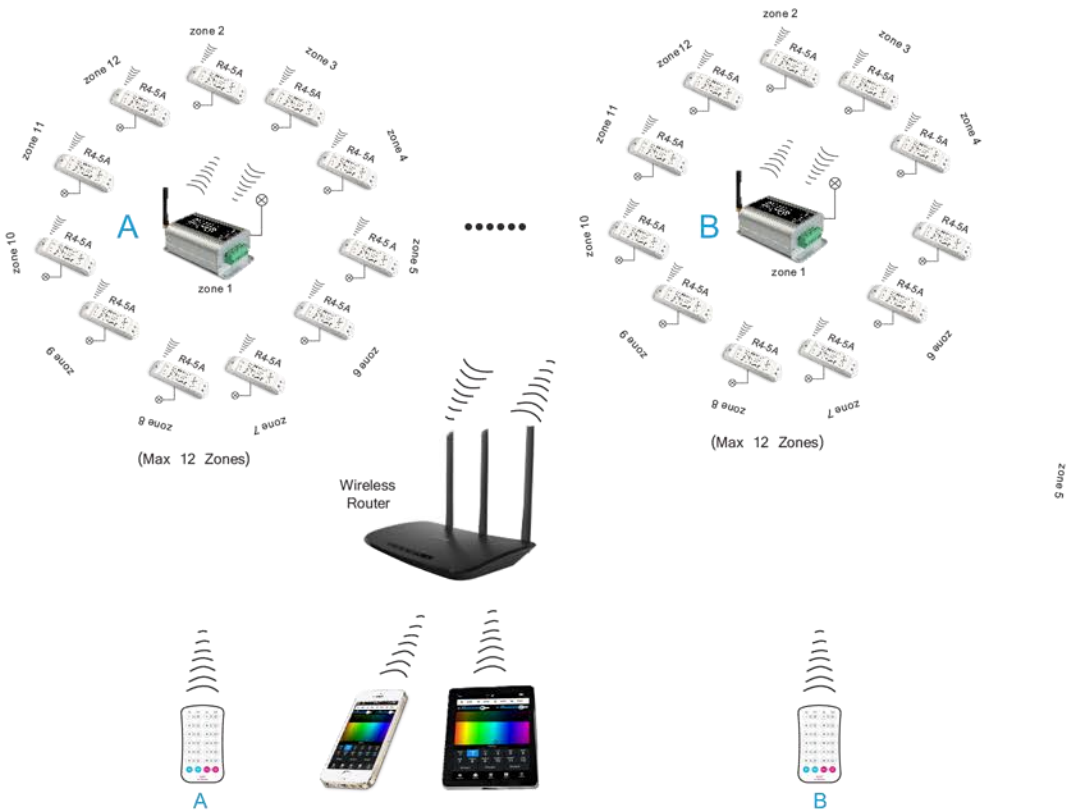 zone 2
zone 3
zone 4
zone 5
zone 6
zone 7
zone 8
zone 9
zone 10
zone 11
zone 12
R4-5A
R4-5A
R4-5A
R4-5A
R4-5A
R4-5A
R4-5A
R4-5A
R4-5A
R4-5A
R4-5A
A
zone 1
(Max 12 Zones)
......
zone 2
zone 3
zone 4
zone 6
zone 7
zone 8
zone 9
zone 10
zone 11
zone 12
R4-5A
R4-5A
R4-5A
R4-5A
R4-5A
R4-5A
R4-5A
R4-5A
R4-5A
R4-5A
R4-5A
B
zone 1
(Max 12 Zones)
zone 5
Wireless
Router
A
B